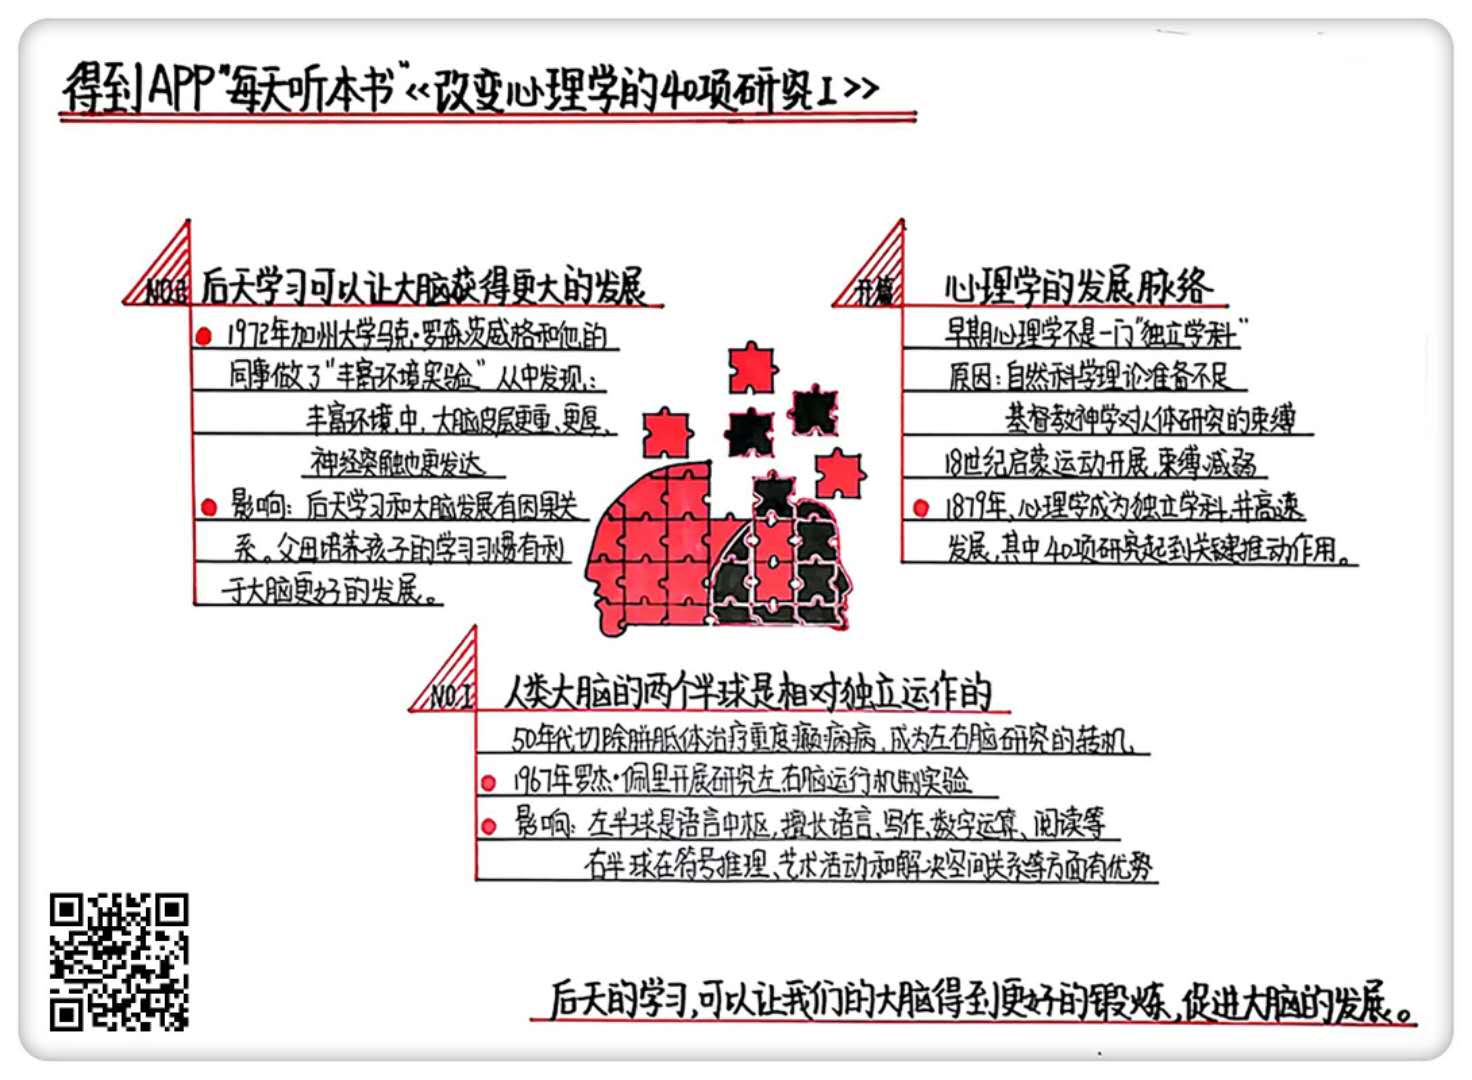 得到APP"每天听本书"<<改变心理学的40项研究I>>
开篇
心理学的发展脉络
早期心理学不是一门"独立学科"
原因：自然科学理论准备不足
基督教神学对人体研究的束缚
18世纪启蒙运动开展，束缚减弱
1879年、心理学成为独立学科，并高速
发展，其中40项研究起到关键推动作用。
NO.I
人类大脑的两个半球是相对独立运作的
50年代切除胼胝体治疗重度癫痫病，成为左右脑研究的转机、
1967年罗杰·佩里开展研究左、右脑运行机制实验
影响：左半球是语言中枢，擅长语言、写作、数字运算、阅读等
右半球在符号推理、艺术活动和解决空间关系等方面有优势
后天学习可以让大脑获得更大的发展
1972年加州大学马克·罗森茨威格和他的
同事做了"丰富环境实验"从中发现：
丰富环境中，大脑皮层更重、更厚、
神经突触也更发达
影响：后天学习和大脑发展有因果关
系。父母培养孩子的学习习惯有利
于大脑更好的发展。
后天的学习，可以让我们的大脑得到更好的锻炼，促进大脑的发展。